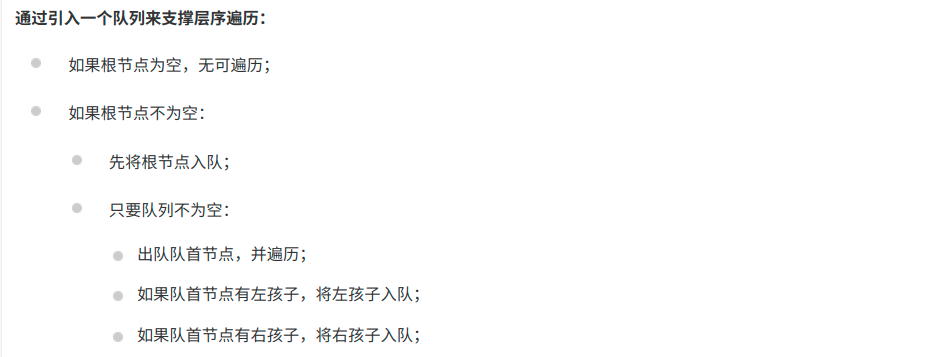 通过引入一个队列来支撑层序遍历：
如果根节点为空，无可遍历；
如果根节点不为空：
先将根节点入队；
只要队列不为空：
出队队首节点，并遍历；
如果队首节点有左孩子，将左孩子入队；
如果队首节点有右孩子，将右孩子入队；